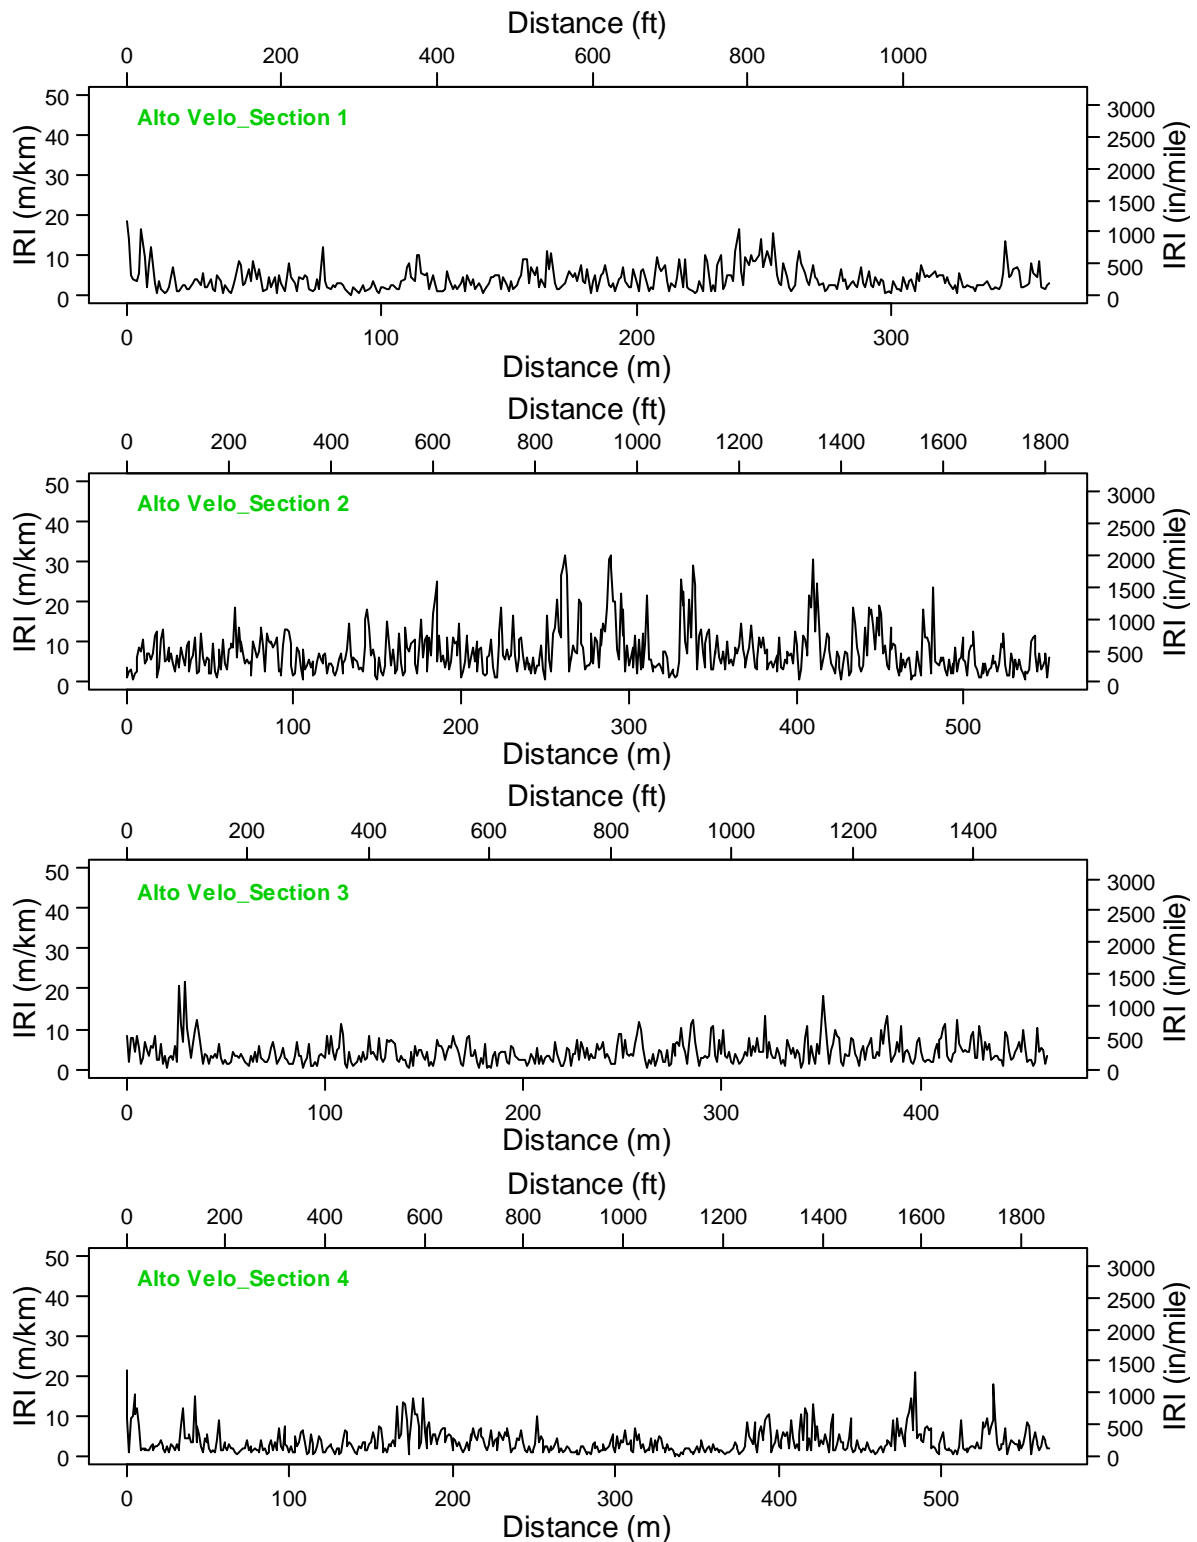 Distance (ft)
0 200 400 600 800 1000
Alto Velo_Section 1
IRI (m/km)
50
40
30
20
10
0
IRI (in/mile)
3000
2500
2000
1500
1000
500
0
0 100 200 300
Distance (m)
Distance (ft)
0 200 400 600 800 1000 1200 1400 1600 1800
Alto Velo_Section 2
IRI (m/km)
50
40
30
20
10
0
IRI (in/mile)
3000
2500
2000
1500
1000
500
0
0 100 200 300 400 500
Distance (m)
Distance (ft)
0 200 400 600 800 1000 1200 1400
Alto Velo_Section 3
IRI (m/km)
50
40
30
20
10
0
IRI (in/mile)
3000
2500
2000
1500
1000
500
0
0 100 200 300 400
Distance (m)
Distance (ft)
0 200 400 600 800 1000 1200 1400 1600 1800
Alto Velo_Section 4
IRI (m/km)
50
40
30
20
10
0
IRI (in/mile)
3000
2500
2000
1500
1000
500
0
0 100 200 300 400 500
Distance (m)